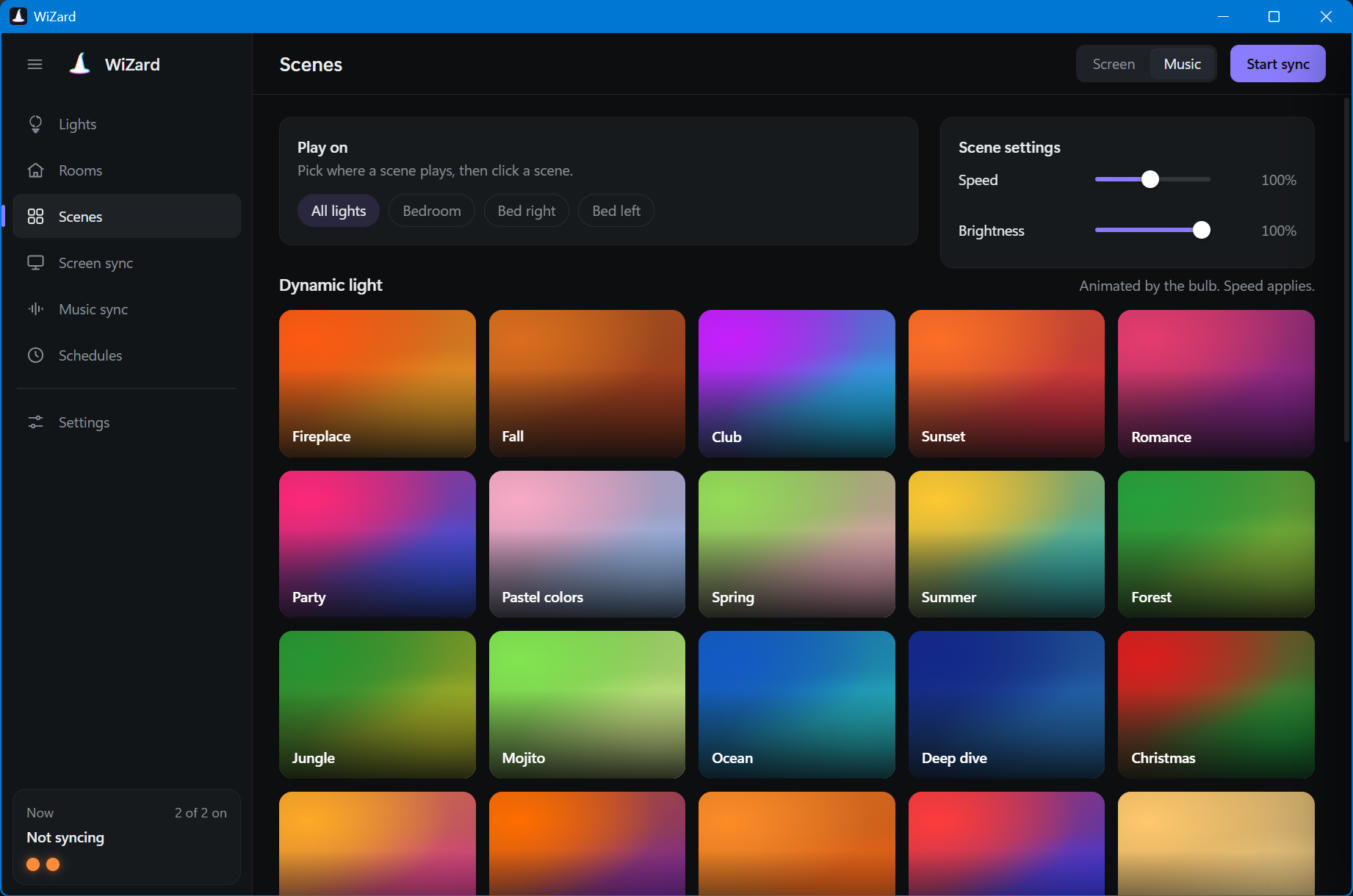 WiZard
WiZard
Scenes
Screen
Music
Start sync
Lights
Rooms
Scenes
Screen sync
Music sync
Schedules
Settings
Play on
Pick where a scene plays, then click a scene.
All lights
Bedroom
Bed right
Bed left
Scene settings
Speed
100%
Brightness
100%
Dynamic light
Animated by the bulb. Speed applies.
Fireplace
Fall
Club
Sunset
Romance
Party
Pastel colors
Spring
Summer
Forest
Jungle
Mojito
Ocean
Deep dive
Christmas
Now
2 of 2 on
Not syncing